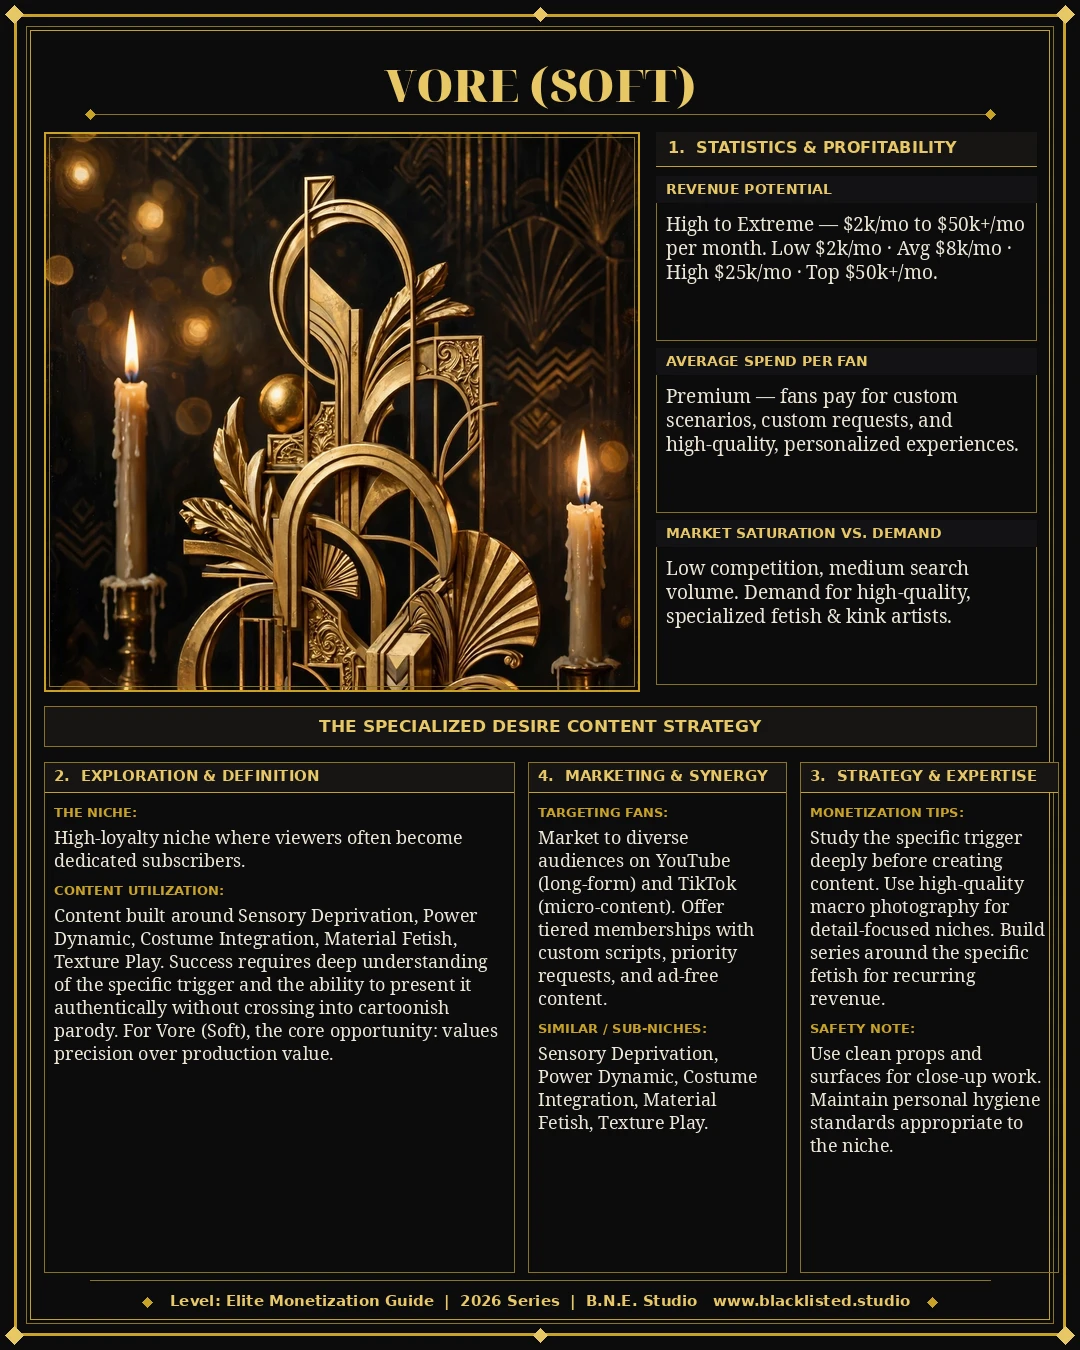 VORE (SOFT)
1. STATISTICS & PROFITABILITY
REVENUE POTENTIAL
High to Extreme — $2k/mo to $50k+/mo
per month. Low $2k/mo · Avg $8k/mo ·
High $25k/mo · Top $50k+/mo.
AVERAGE SPEND PER FAN
Premium — fans pay for custom
scenarios, custom requests, and
high-quality, personalized experiences.
MARKET SATURATION VS. DEMAND
Low competition, medium search
volume. Demand for high-quality,
specialized fetish & kink artists.
THE SPECIALIZED DESIRE CONTENT STRATEGY
2. EXPLORATION & DEFINITION
THE NICHE:
High-loyalty niche where viewers often become
dedicated subscribers.
CONTENT UTILIZATION:
Content built around Sensory Deprivation, Power
Dynamic, Costume Integration, Material Fetish,
Texture Play. Success requires deep understanding
of the specific trigger and the ability to present it
authentically without crossing into cartoonish
parody. For Vore (Soft), the core opportunity: values
precision over production value.
4. MARKETING & SYNERGY
TARGETING FANS:
Market to diverse
audiences on YouTube
(long-form) and TikTok
(micro-content). Offer
tiered memberships with
custom scripts, priority
requests, and ad-free
content.
SIMILAR / SUB-NICHES:
Sensory Deprivation,
Power Dynamic, Costume
Integration, Material
Fetish, Texture Play.
3. STRATEGY & EXPERTISE
MONETIZATION TIPS:
Study the specific trigger
deeply before creating
content. Use high-quality
macro photography for
detail-focused niches. Build
series around the specific
fetish for recurring
revenue.
SAFETY NOTE:
Use clean props and
surfaces for close-up work.
Maintain personal hygiene
standards appropriate to
the niche.
Level: Elite Monetization Guide | 2026 Series | B.N.E. Studio www.blacklisted.studio